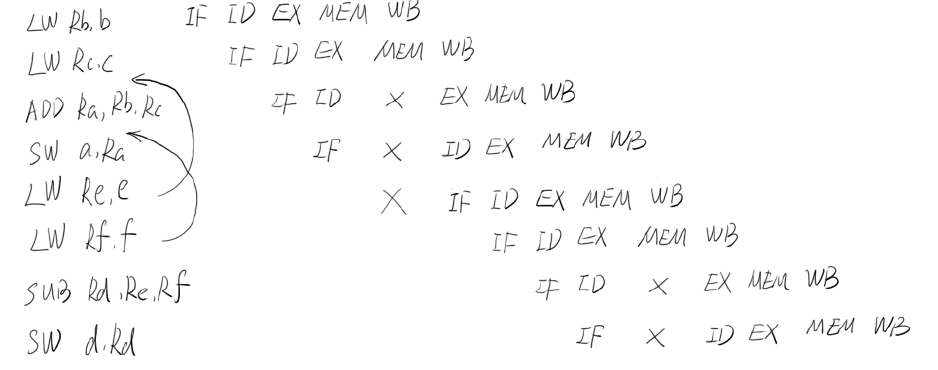 LW Rb,b IF ID EX MEM WB
LW Rc,c IF ID EX MEM WB
ADD Ra,Rb,Rc IF ID X EX MEM WB
SW a,Ra IF X ID EX MEM WB
LW Re,e X IF ID EX MEM WB
LW Rf,f IF ID EX MEM WB
SUB Rd,Re,Rf IF ID X EX MEM WB
SW d,Rd IF X ID EX MEM WB